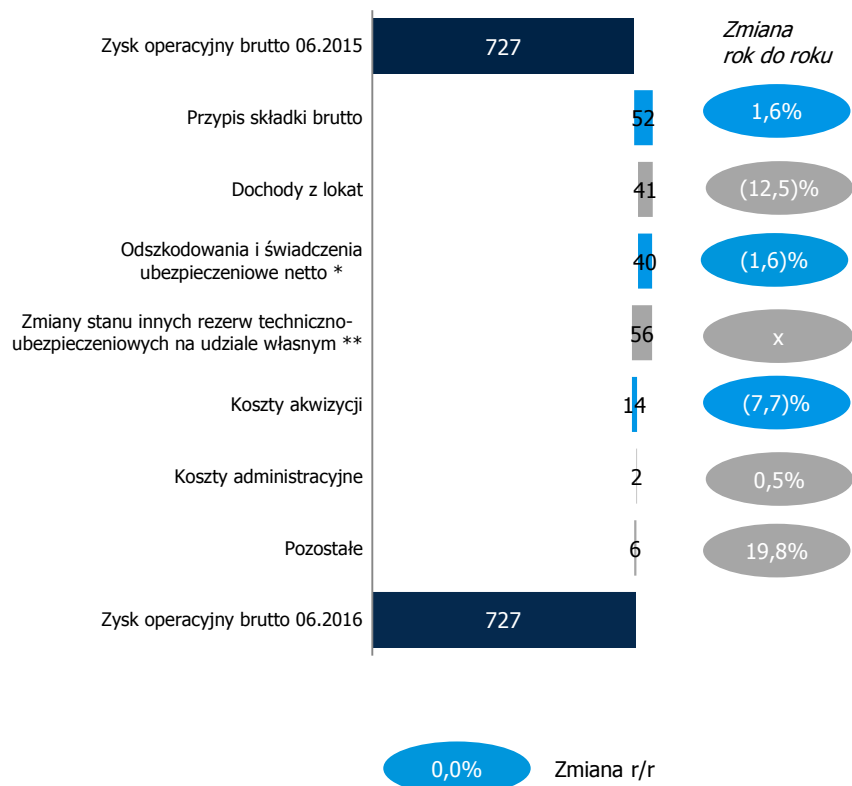 Zmiana
rok do roku
Zysk operacyjny brutto 06.2015 727
Przypis składki brutto 52 1,6%
Dochody z lokat 41 (12,5)%
Odszkodowania i świadczenia
ubezpieczeniowe netto * 40 (1,6)%
Zmiany stanu innych rezerw techniczno-
ubezpieczeniowych na udziale własnym ** 56 x
Koszty akwizycji 14 (7,7)%
Koszty administracyjne 2 0,5%
Pozostałe 6 19,8%
Zysk operacyjny brutto 06.2016 727
0,0% Zmiana r/r